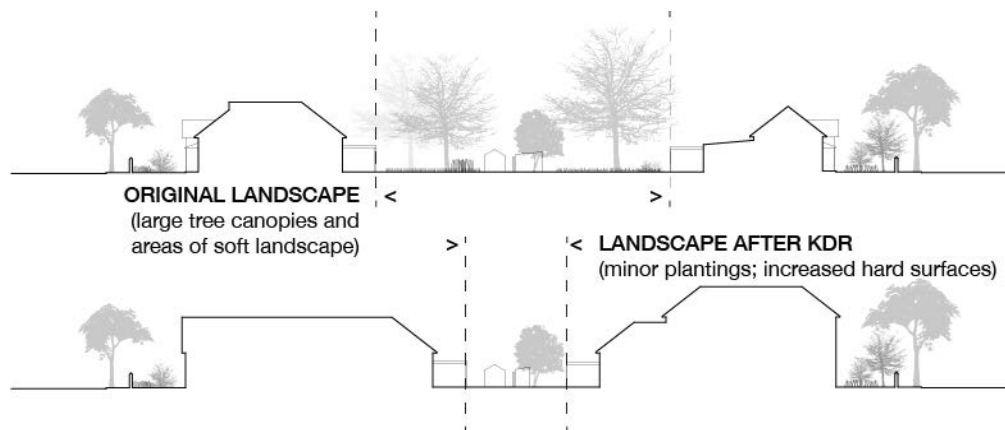 ORIGINAL LANDSCAPE
(large tree canopies and
areas of soft landscape)
LANDSCAPE AFTER KDR
(minor plantings; increased hard surfaces)